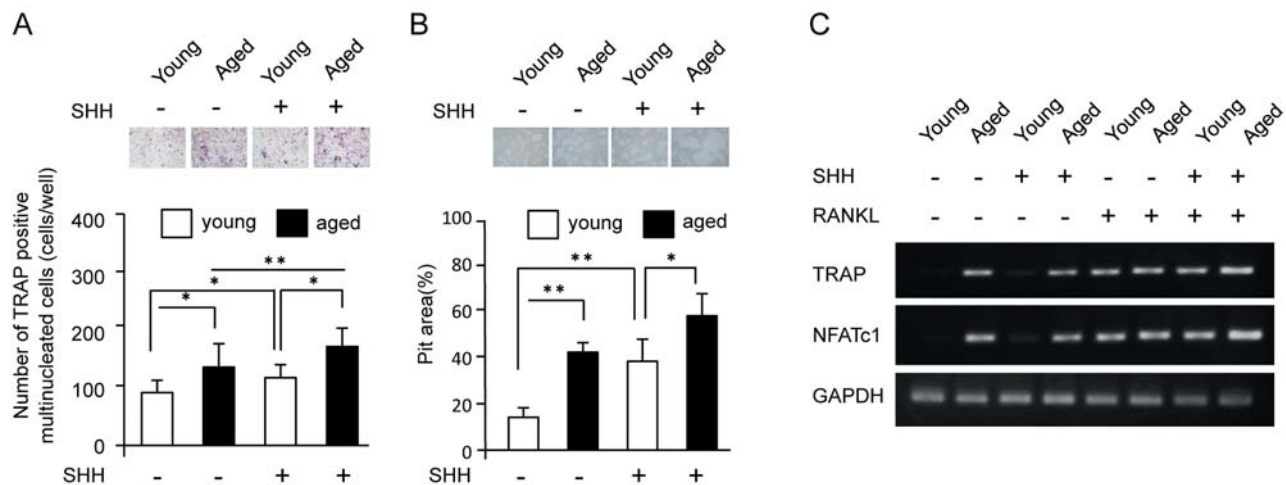 A
Young Aged Young Aged
SHH - - + +
Number of TRAP positive
multinucleated cells (cells/well)
400
300
200
100
0
young aged
**
*
*
*
SHH - - + +
B
Young Aged Young Aged
SHH - - + +
Pit area(%)
100
80
60
40
20
0
young aged
**
*
**
SHH - - + +
C
Young Aged Young Aged Young Aged Young Aged
SHH - - + + - - + +
RANKL - - - - + + + +
TRAP
NFATc1
GAPDH